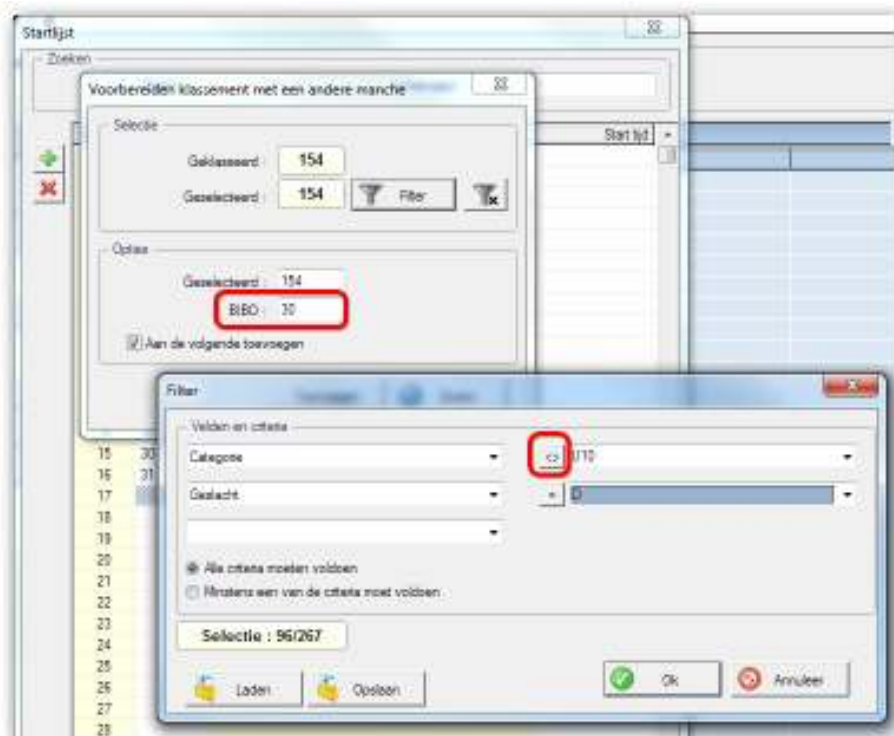 Startlijst
Zoeken
Voorbereiden klassement met een andere manche
Selectie
Start tijd
Geklasseerd : 154
Geselecteerd : 154 Filter
Opties
Geselecteerd : 154
BIBO : 30
Aan de volgende toevoegen
Filter
Velden en criteria
15 30
Categorie <> U10
16 31
Geslacht = D
17
18
19
20
Alle criteria moeten voldoen
21
Minstens een van de criteria moet voldoen
22
23
Selectie : 96/267
24
25
26
Laden Opslaan Ok Annuleer
27
28